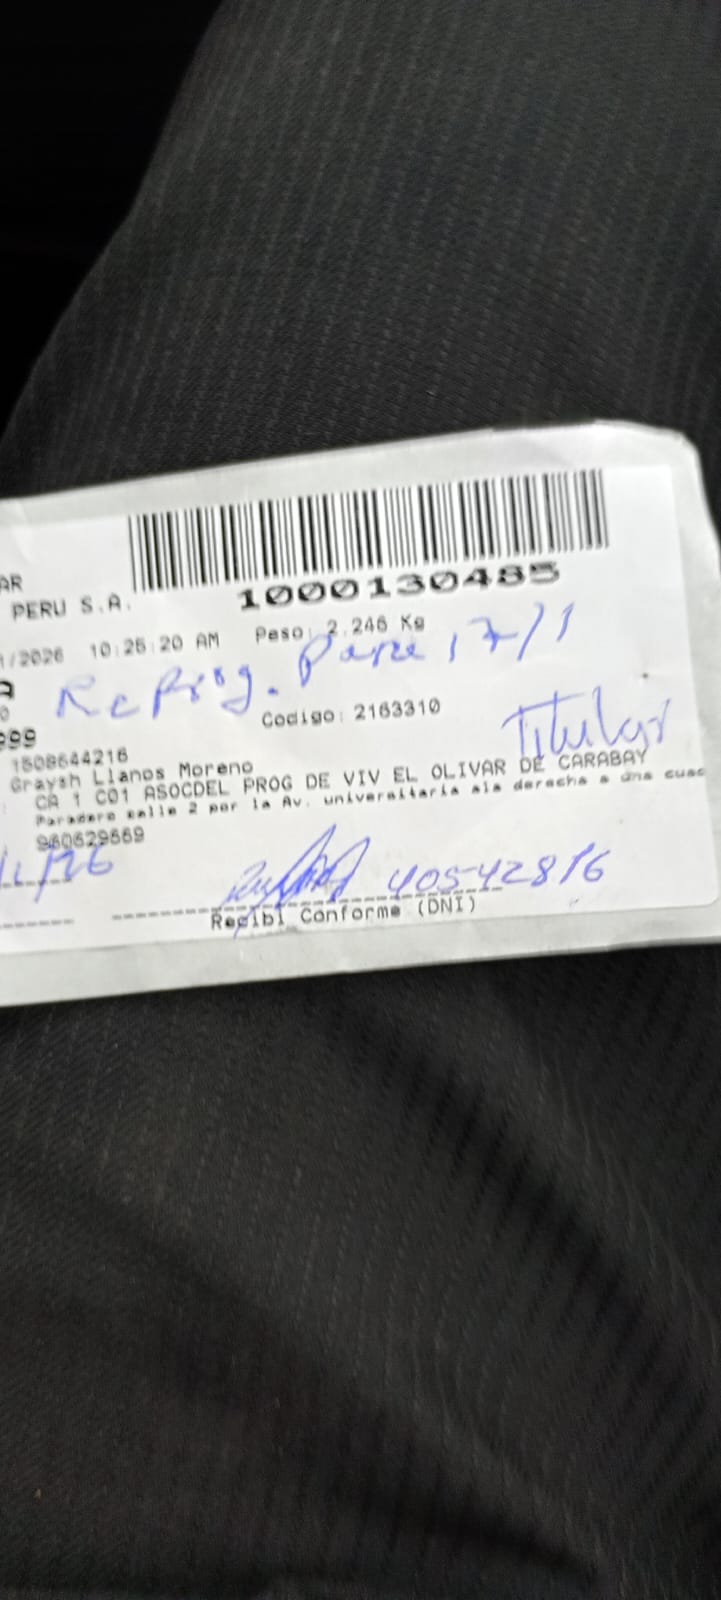 AR
PERU S.A.
1000130485
1/2026 10:25:20 AM Peso: 2.246 Kg
Reprog. Para 17/1
Codigo: 2163310
999
Titular
1508644216
Graysh Llanos Moreno
CA 1 C01 ASOCDEL PROG DE VIV EL OLIVAR DE CARABAY
Paradero calle 2 por la Av. universitaria a derecha a una cuac
960629669
40542816
Recibi Conforme (DNI)